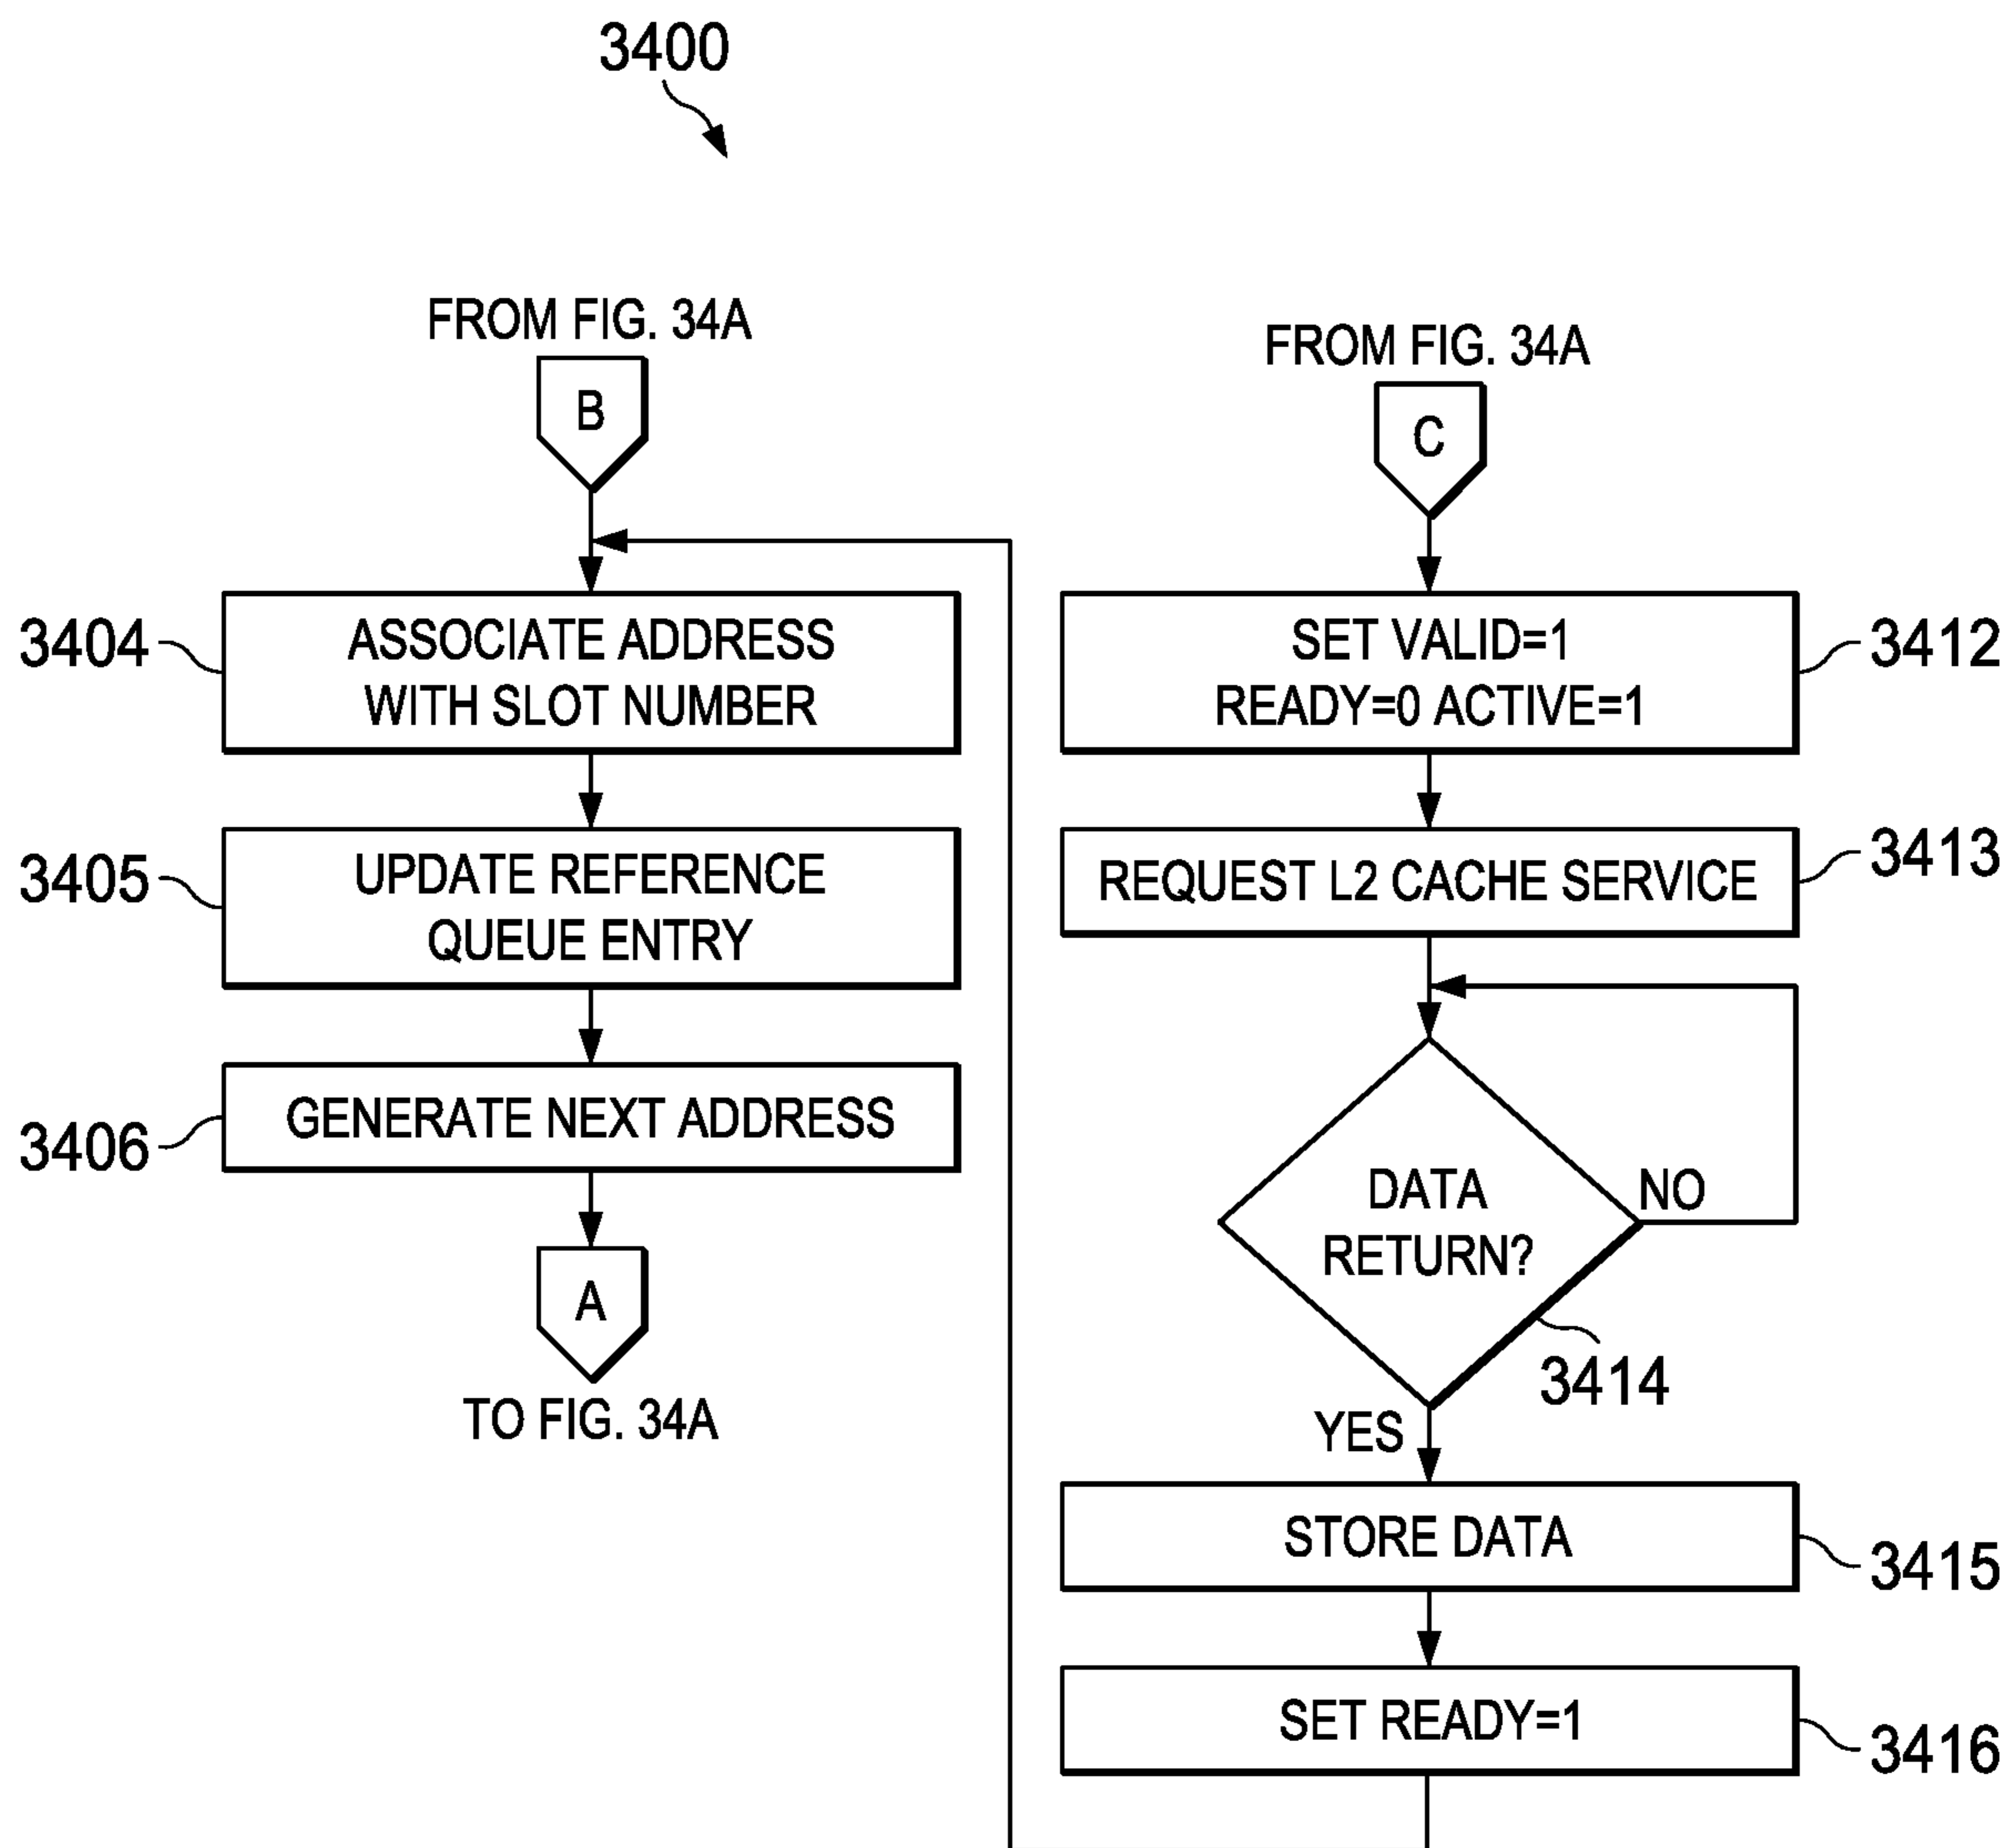 3400
FROM FIG. 34A
B
3404
ASSOCIATE ADDRESS
WITH SLOT NUMBER
3405
UPDATE REFERENCE
QUEUE ENTRY
3406
GENERATE NEXT ADDRESS
A
TO FIG. 34A
FROM FIG. 34A
C
SET VALID=1
READY=0 ACTIVE=1
3412
REQUEST L2 CACHE SERVICE
3413
DATA
RETURN?
NO
3414
YES
STORE DATA
3415
SET READY=1
3416